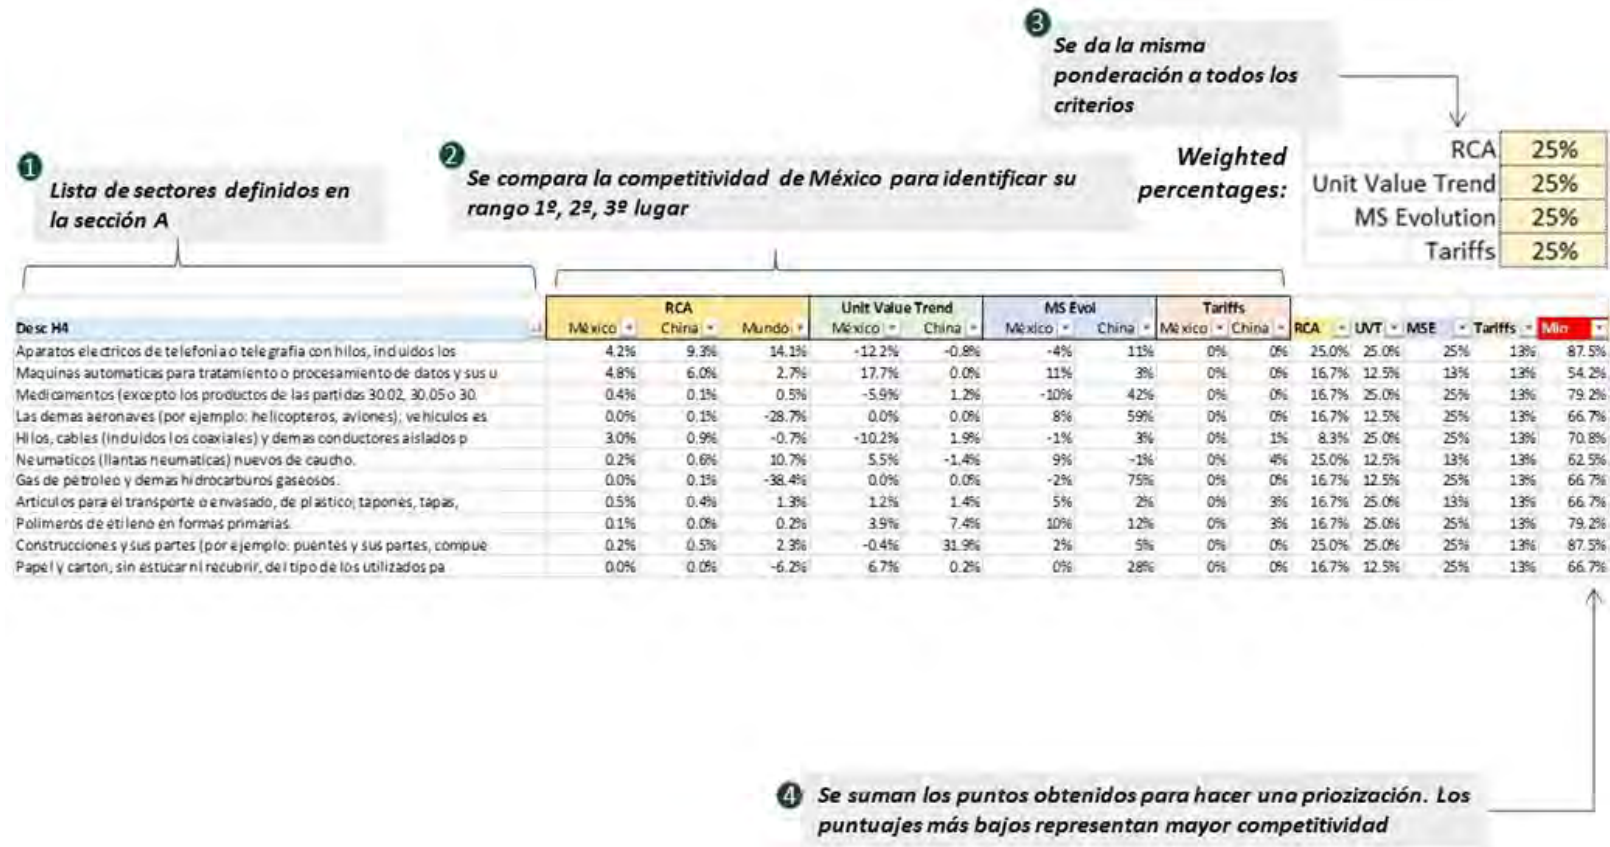 3
Se da la misma
ponderación a todos los
criterios
1
Lista de sectores definidos en
la sección A
2
Se compara la competitividad de México para identificar su
rango 1º, 2º, 3º lugar
Weighted
percentages:
RCA 25%
Unit Value Trend 25%
MS Evolution 25%
Tariffs 25%
RCA Unit Value Trend MS Evol Tariffs
Desc H4 México China Mundo México China México China México China RCA UVT MSE Tariffs Min
Aparatos electricos de telefonia o telegrafia con hilos, incluidos los 4.2% 9.3% 14.1% -12.2% -0.8% -4% 11% 0% 0% 25.0% 25.0% 25% 13% 87.5%
Maquinas automaticas para tratamiento o procesamiento de datos y sus u 4.8% 6.0% 2.7% 17.7% 0.0% 11% 3% 0% 0% 16.7% 12.5% 13% 13% 54.2%
Medicamentos (excepto los productos de las partidas 30.02, 30.05 o 30. 0.4% 0.1% 0.5% -5.9% 1.2% -10% 42% 0% 0% 16.7% 25.0% 25% 13% 79.2%
Las demas aeronaves (por ejemplo: helicopteros, aviones); vehiculos es 0.0% 0.1% -28.7% 0.0% 0.0% 8% 59% 0% 0% 16.7% 12.5% 25% 13% 66.7%
Hilos, cables (incluidos los coaxiales) y demas conductores aislados p 3.0% 0.9% -0.7% -10.2% 1.9% -1% 3% 0% 1% 8.3% 25.0% 25% 13% 70.8%
Neumaticos (llantas neumaticas) nuevos de caucho. 0.2% 0.6% 10.7% 5.5% -1.4% 9% -1% 0% 4% 25.0% 12.5% 13% 13% 62.5%
Gas de petroleo y demas hidrocarburos gaseosos. 0.0% 0.1% -38.4% 0.0% 0.0% -2% 75% 0% 0% 16.7% 12.5% 25% 13% 66.7%
Articulos para el transporte o envasado, de plastico; tapones, tapas, 0.5% 0.4% 1.3% 1.2% 1.4% 5% 2% 0% 3% 16.7% 25.0% 13% 13% 66.7%
Polimeros de etileno en formas primarias. 0.1% 0.0% 0.2% 3.9% 7.4% 10% 12% 0% 3% 16.7% 25.0% 25% 13% 79.2%
Construcciones y sus partes (por ejemplo: puentes y sus partes, compue 0.2% 0.5% 2.3% -0.4% 31.9% 2% 5% 0% 0% 25.0% 25.0% 25% 13% 87.5%
Papel y carton, sin estucar ni recubrir, del tipo de los utilizados pa 0.0% 0.0% -6.2% 6.7% 0.2% 0% 28% 0% 0% 16.7% 12.5% 25% 13% 66.7%
4
Se suman los puntos obtenidos para hacer una priozización. Los
puntuajes más bajos representan mayor competitividad